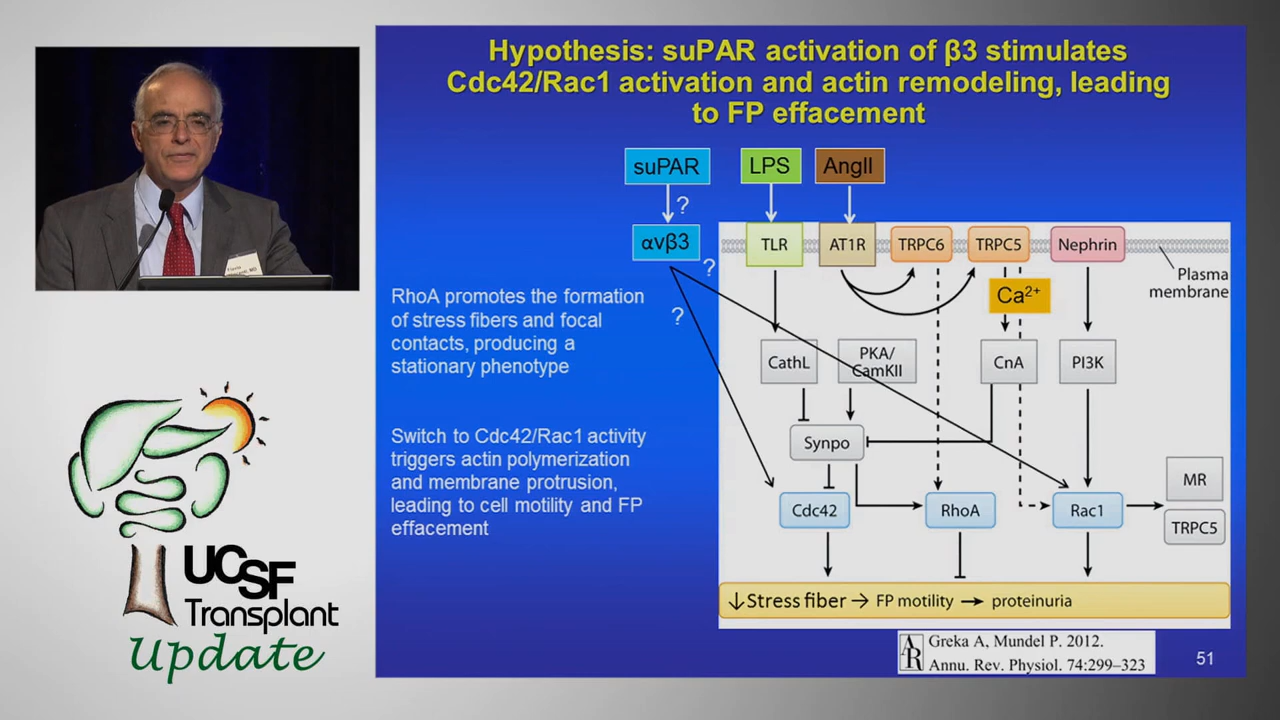 Hypothesis: suPAR activation of β3 stimulates
Cdc42/Rac1 activation and actin remodeling, leading
to FP effacement
suPAR
LPS
AngII
?
αvβ3
TLR
AT1R
TRPC6
TRPC5
Nephrin
?
?
Plasma
membrane
Ca²⁺
RhoA promotes the formation
of stress fibers and focal
contacts, producing a
stationary phenotype
CathL
PKA/
CamKII
CnA
PI3K
Switch to Cdc42/Rac1 activity
triggers actin polymerization
and membrane protrusion,
leading to cell motility and FP
effacement
Synpo
Cdc42
RhoA
Rac1
MR
TRPC5
↓Stress fiber → FP motility → proteinuria
AR
Greka A, Mundel P. 2012.
Annu. Rev. Physiol. 74:299–323
51
UCSF
Transplant
Update